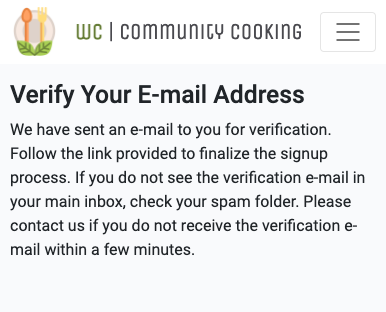 WC | COMMUNITY COOKING
Verify Your E-mail Address
We have sent an e-mail to you for verification.
Follow the link provided to finalize the signup
process. If you do not see the verification e-mail in
your main inbox, check your spam folder. Please
contact us if you do not receive the verification e-
mail within a few minutes.